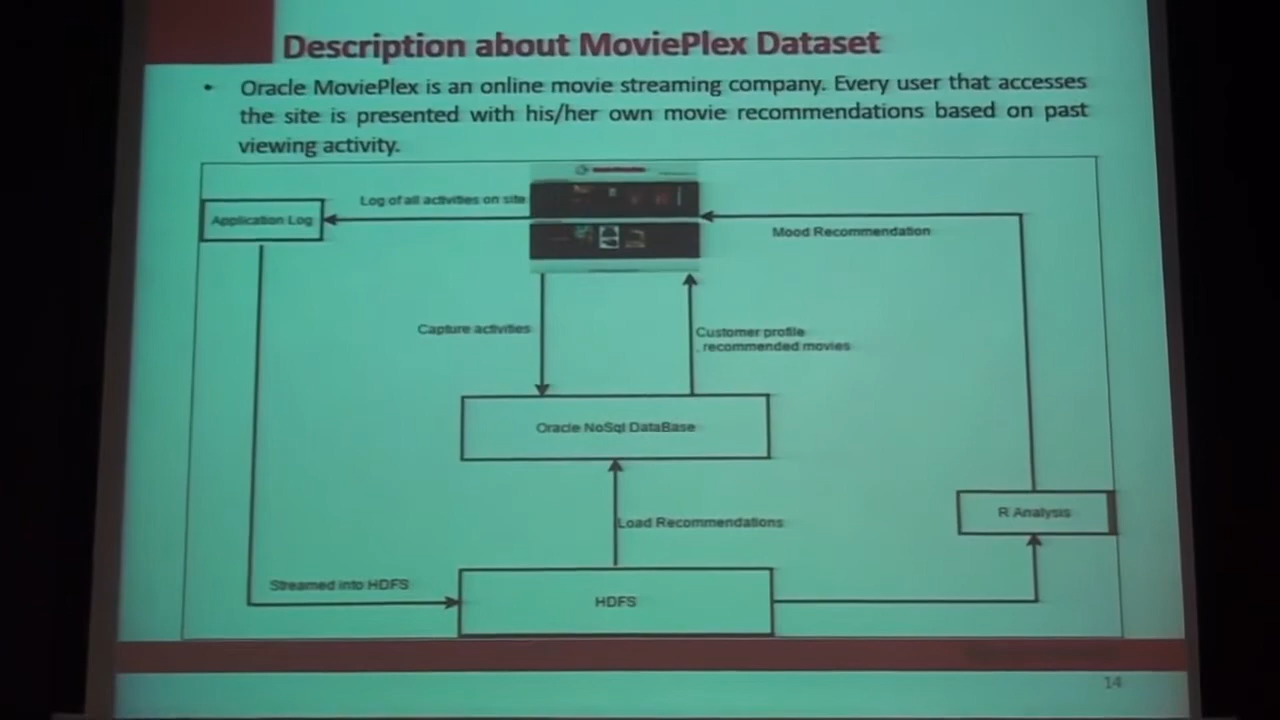 Description about MoviePlex Dataset
• Oracle MoviePlex is an online movie streaming company. Every user that accesses
the site is presented with his/her own movie recommendations based on past
viewing activity.
Log of all activities on site
Application Log
Mood Recommendation
Capture activities
Customer profile
, recommended movies
Oracle NoSql DataBase
Load Recommendations
R Analysis
Streamed into HDFS
HDFS
14